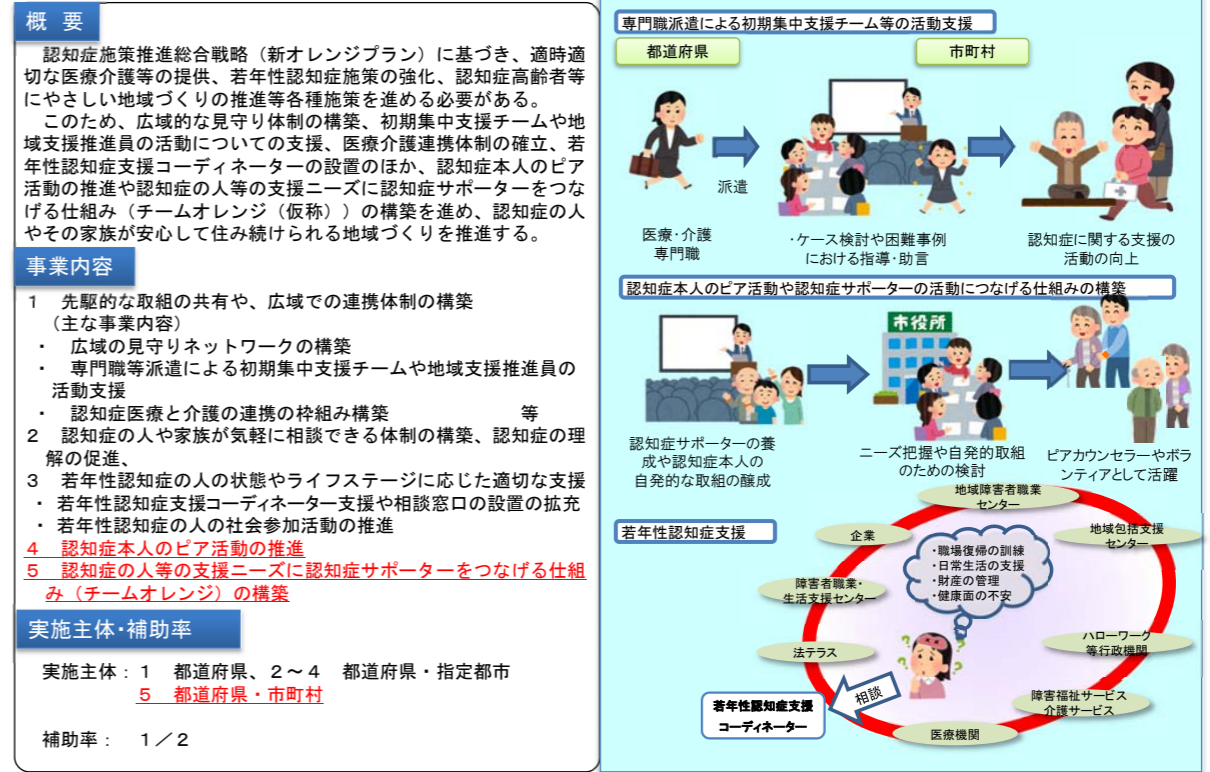 概 要
　認知症施策推進総合戦略（新オレンジプラン）に基づき、適時適
切な医療介護等の提供、若年性認知症施策の強化、認知症高齢者等
にやさしい地域づくりの推進等各種施策を進める必要がある。
　このため、広域的な見守り体制の構築、初期集中支援チームや地
域支援推進員の活動についての支援、医療介護連携体制の確立、若
年性認知症支援コーディネーターの設置のほか、認知症本人のピア
活動の推進や認知症の人等の支援ニーズに認知症サポーターをつな
げる仕組み（チームオレンジ（仮称））の構築を進め、認知症の人
やその家族が安心して住み続けられる地域づくりを推進する。
事業内容
１　先駆的な取組の共有や、広域での連携体制の構築
（主な事業内容）
・　広域の見守りネットワークの構築
・　専門職等派遣による初期集中支援チームや地域支援推進員の
活動支援
・　認知症医療と介護の連携の枠組み構築　　　　　　等
２　認知症の人や家族が気軽に相談できる体制の構築、認知症の理
解の促進、
３　若年性認知症の人の状態やライフステージに応じた適切な支援
・ 若年性認知症支援コーディネーター支援や相談窓口の設置の拡充
・ 若年性認知症の人の社会参加活動の推進
４　認知症本人のピア活動の推進
５　認知症の人等の支援ニーズに認知症サポーターをつなげる仕組
み（チームオレンジ）の構築
実施主体・補助率
実施主体：１　都道府県、２～４　都道府県・指定都市
５　都道府県・市町村
補助率：　１／２
専門職派遣による初期集中支援チーム等の活動支援
都道府県
市町村
派遣
医療・介護
専門職
・ケース検討や困難事例
における指導・助言
認知症に関する支援の
活動の向上
認知症本人のピア活動や認知症サポーターの活動につなげる仕組みの構築
市役所
認知症サポーターの養
成や認知症本人の
自発的な取組の醸成
ニーズ把握や自発的取組
のための検討
ピアカウンセラーやボラ
ンティアとして活躍
若年性認知症支援
地域障害者職業
センター
企業
地域包括支援
センター
・職場復帰の訓練
・日常生活の支援
・財産の管理
・健康面の不安
障害者職業・
生活支援センター
ハローワーク
等行政機関
法テラス
相談
障害福祉サービス
介護サービス
若年性認知症支援
コーディネーター
医療機関